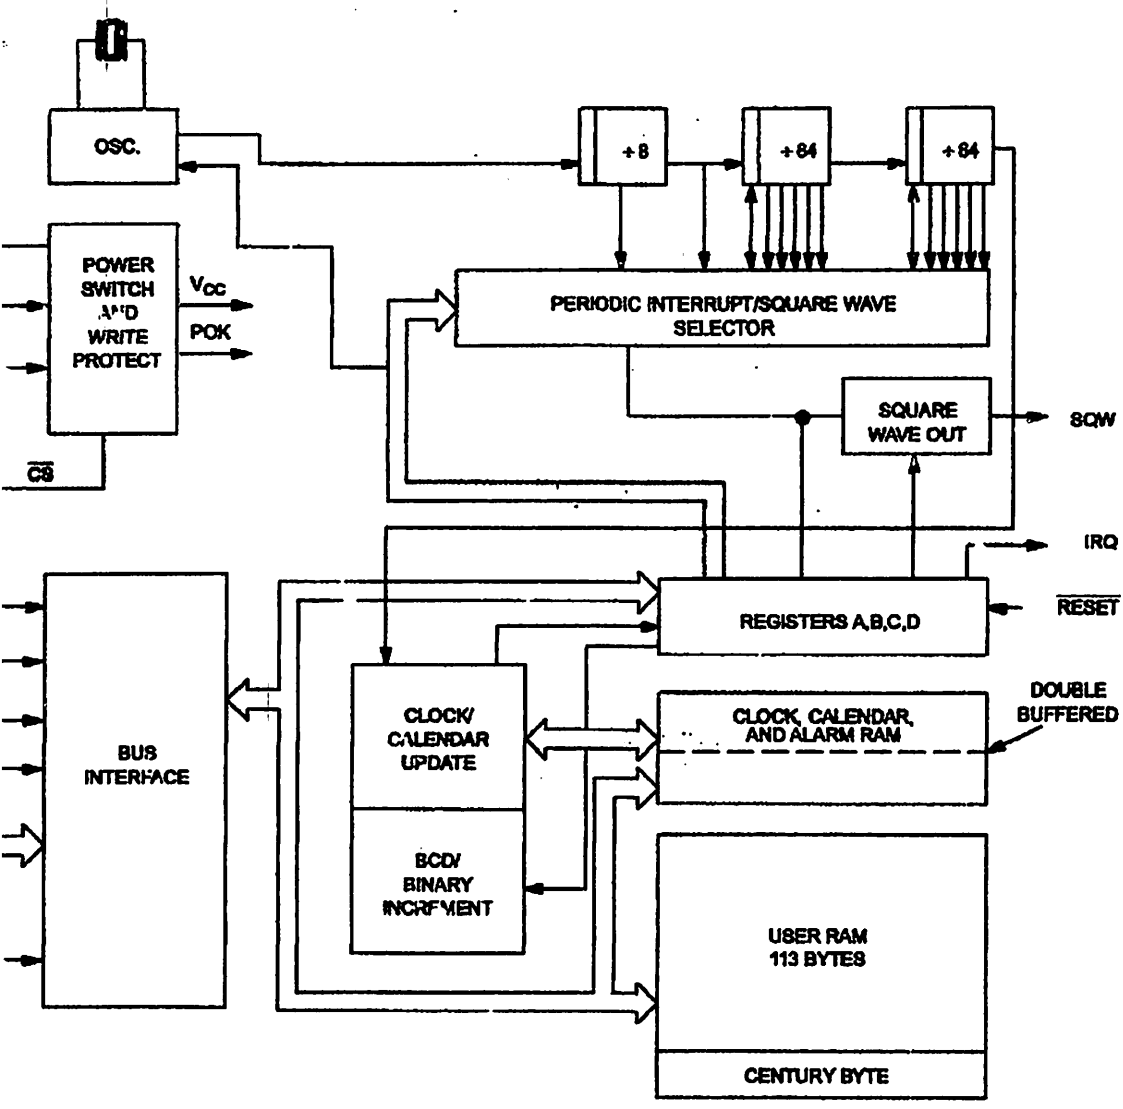 OSC.
÷ 8
÷ 64
÷ 64
POWER
SWITCH
AND
WRITE
PROTECT
VCC
POK
CS
PERIODIC INTERRUPT/SQUARE WAVE
SELECTOR
SQUARE
WAVE OUT
SQW
IRQ
RESET
REGISTERS A,B,C,D
DOUBLE
BUFFERED
CLOCK, CALENDAR,
AND ALARM RAM
CLOCK/
CALENDAR
UPDATE
BUS
INTERFACE
BCD/
BINARY
INCREMENT
USER RAM
113 BYTES
CENTURY BYTE